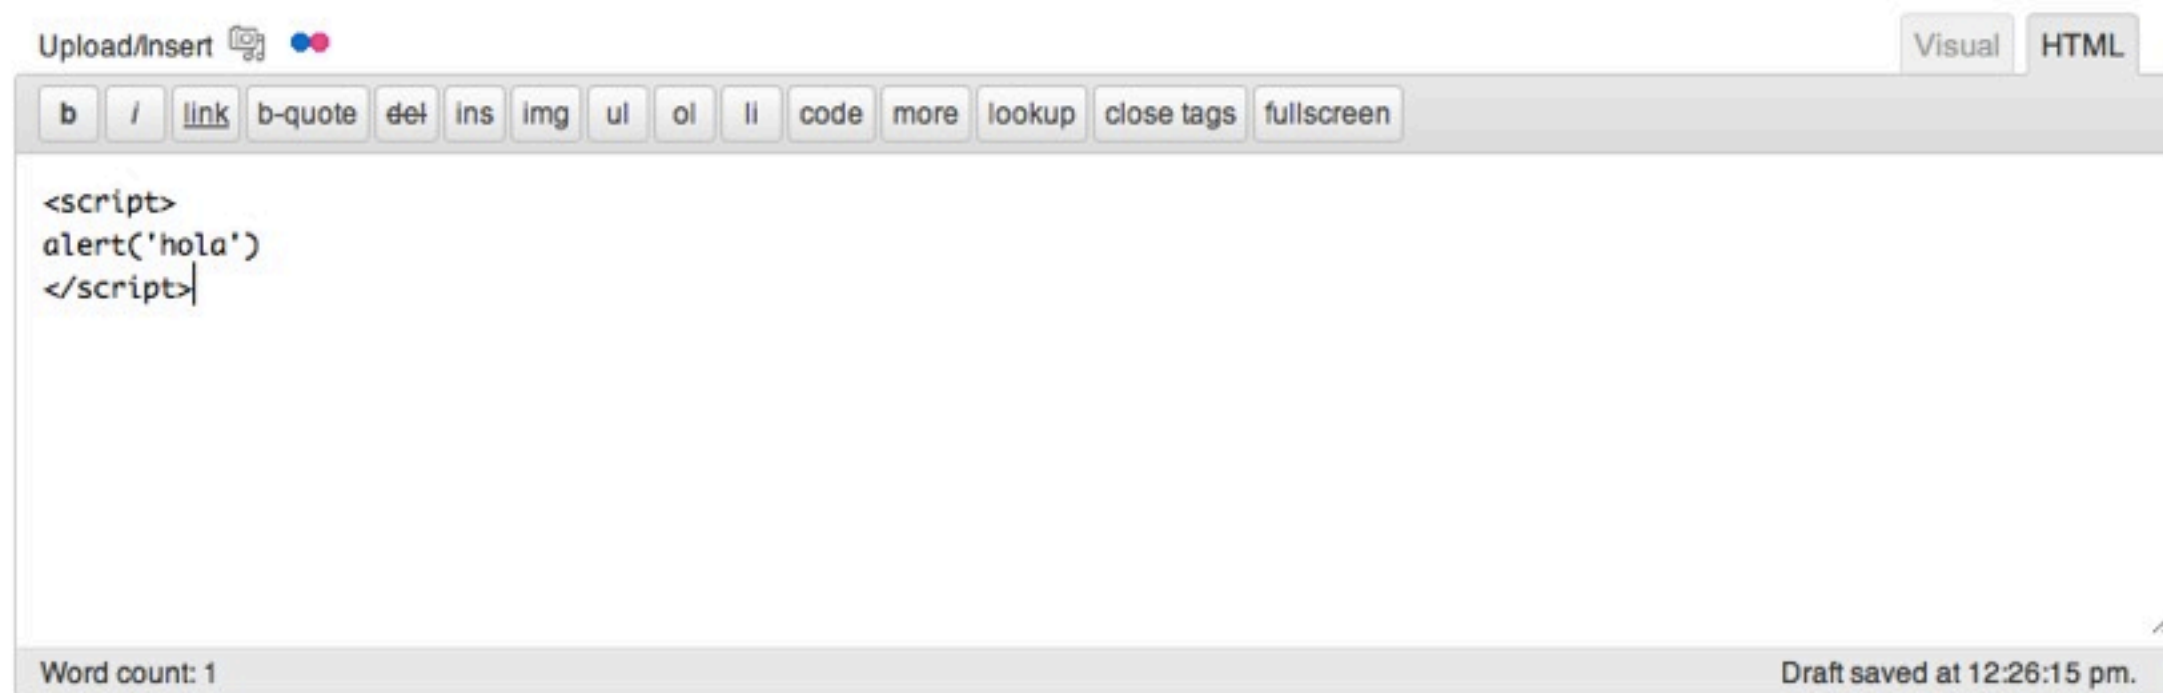 Upload/Insert Visual HTML
b i link b-quote del ins img ul ol li code more lookup close tags fullscreen
<script>
alert('hola')
</script>
Word count: 1 Draft saved at 12:26:15 pm.